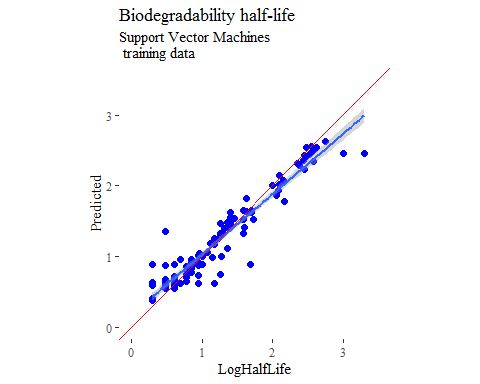 Biodegradability half-life
Support Vector Machines
training data
Predicted
3
2
1
0
0 1 2 3
LogHalfLife